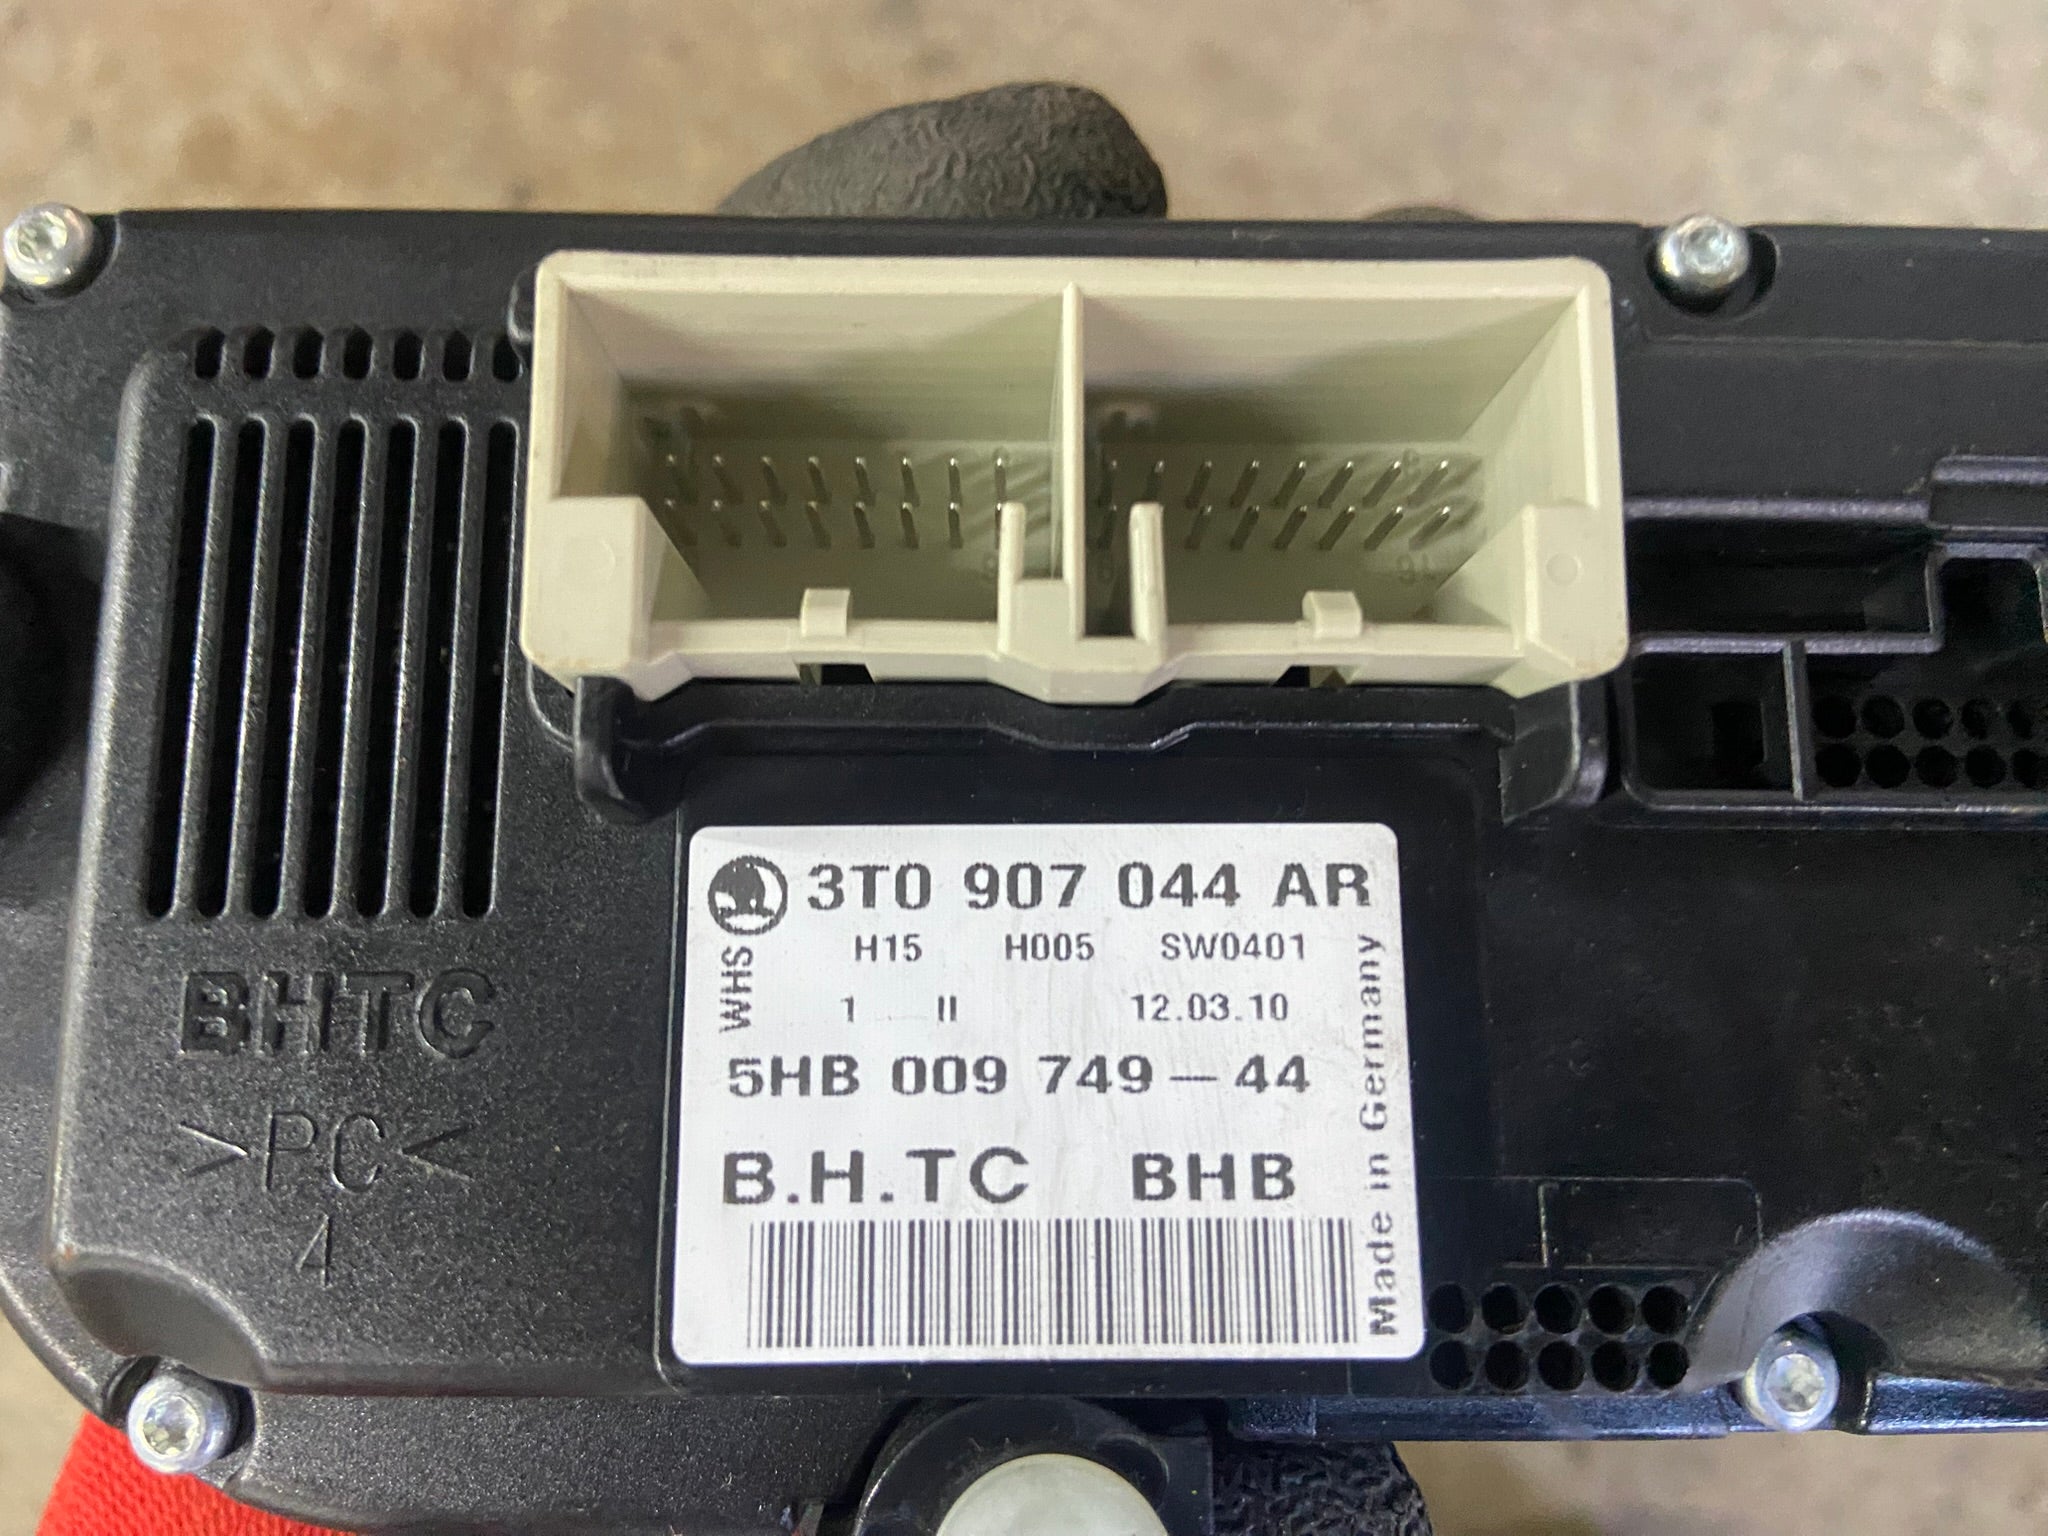 3T0 907 044 AR
H15 H005 SW0401
WHS
1 II 12.03.10
5HB 009 749-44
B.H.TC BHB
Made in Germany
BHTC
>PC<
4